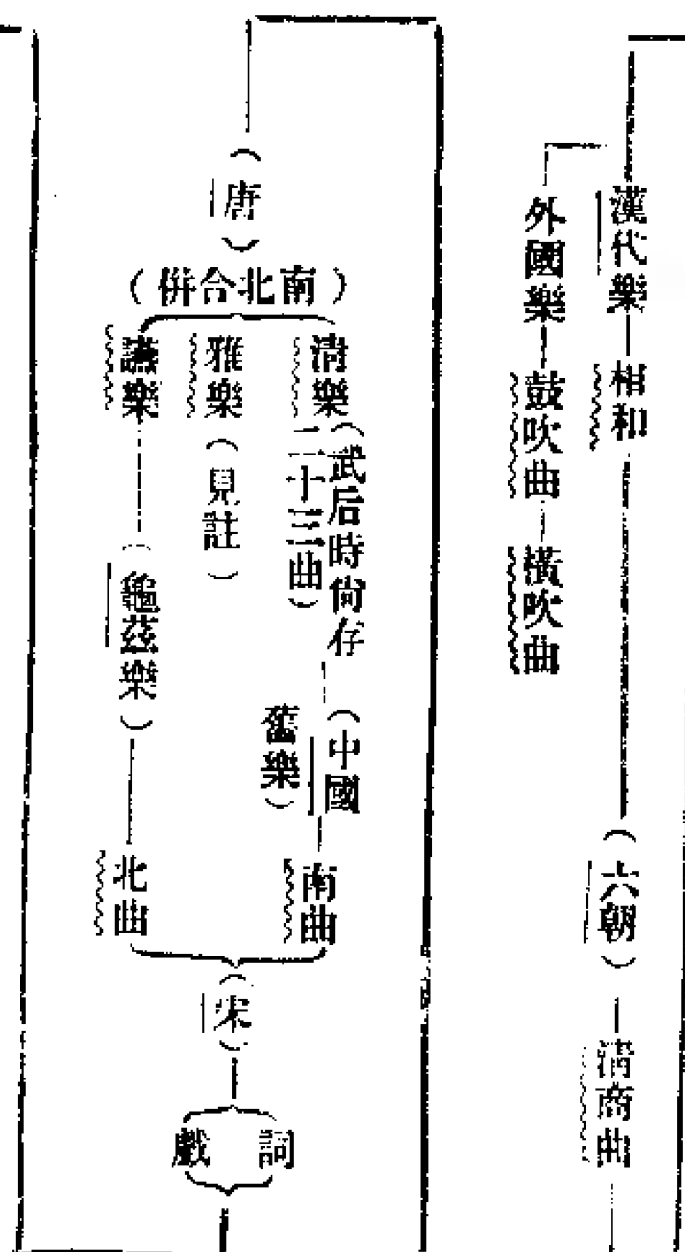 漢代樂
相和
(六朝)
清商曲
外國樂
鼓吹曲
橫吹曲
(唐)
(南北合併)
清樂
(武后時尙存
二十三曲)
(中國
舊樂)
南曲
雅樂
(見註)
讌樂
(龜茲樂)
北曲
(宋)
詞
戲